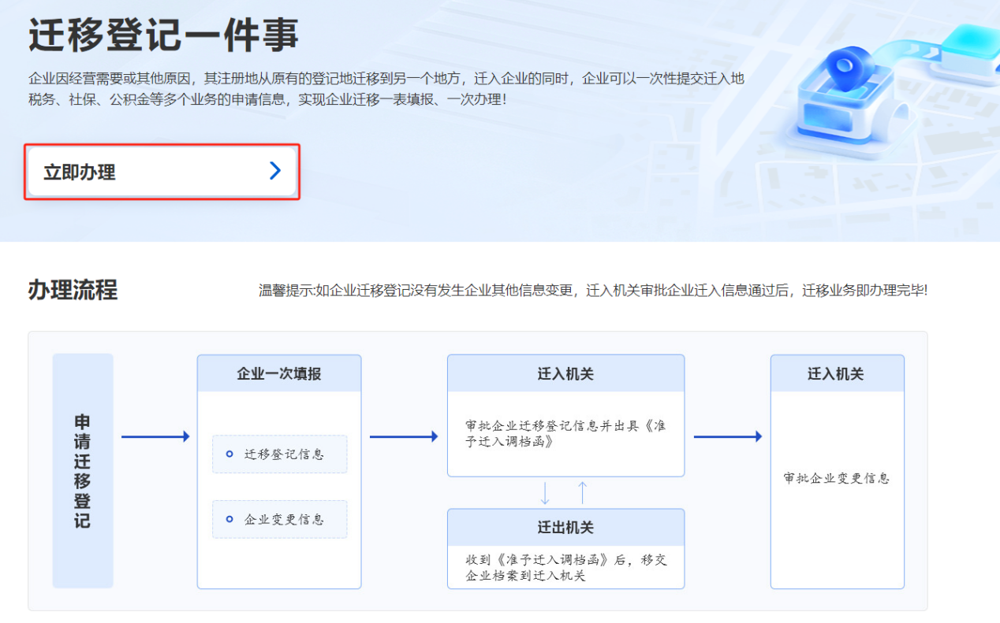 迁移登记一件事
企业因经营需要或其他原因，其注册地从原有的登记地迁移到另一个地方，迁入企业的同时，企业可以一次性提交迁入地
税务、社保、公积金等多个业务的申请信息，实现企业迁移一表填报、一次办理！
立即办理
办理流程
温馨提示:如企业迁移登记没有发生企业其他信息变更，迁入机关审批企业迁入信息通过后，迁移业务即办理完毕!
申请迁移登记
企业一次填报
迁移登记信息
企业变更信息
迁入机关
审批企业迁移登记信息并出具《准
予迁入调档函》
迁出机关
收到《准予迁入调档函》后，移交
企业档案到迁入机关
迁入机关
审批企业变更信息